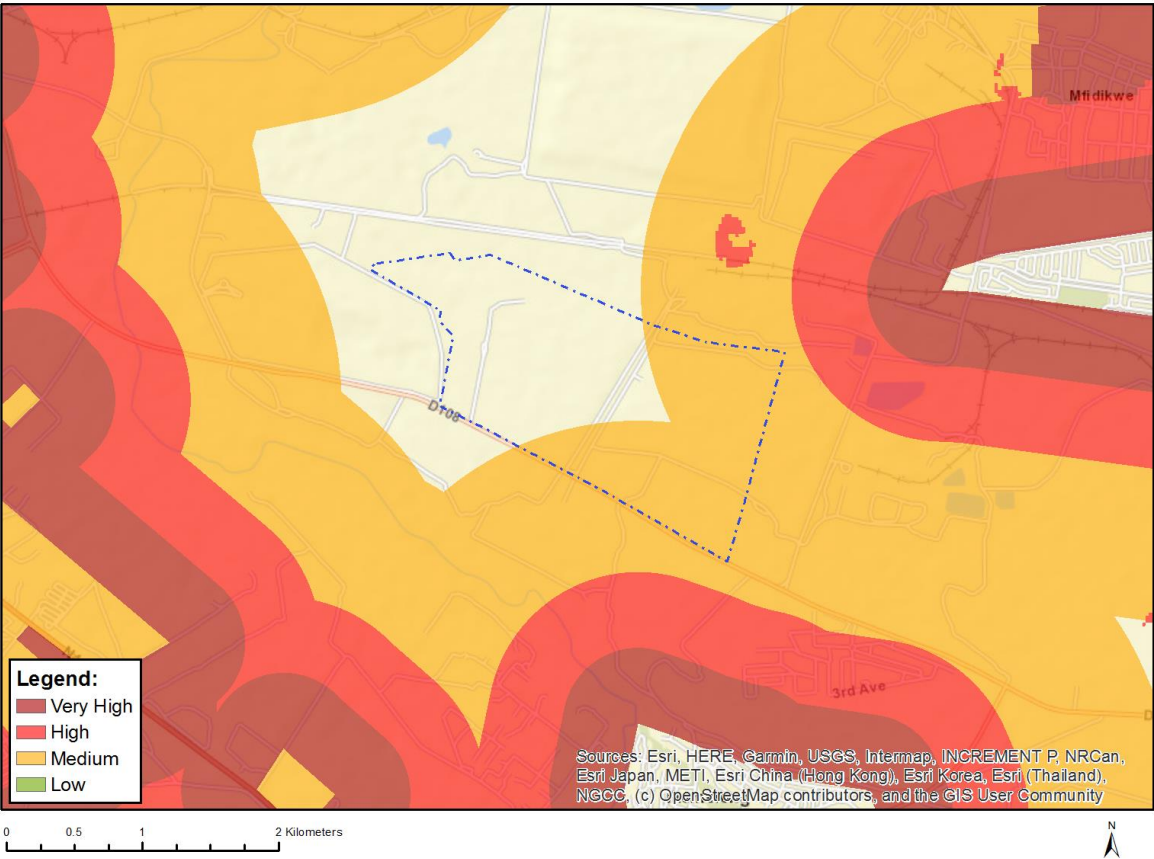 Mfidikwe
D108
3rd Ave
N4
D
Legend:
Very High
High
Medium
Low
Sources: Esri, HERE, Garmin, USGS, Intermap, INCREMENT P, NRCan,
Esri Japan, METI, Esri China (Hong Kong), Esri Korea, Esri (Thailand),
NGCC, (c) OpenStreetMap contributors, and the GIS User Community
0 0.5 1 2 Kilometers
N